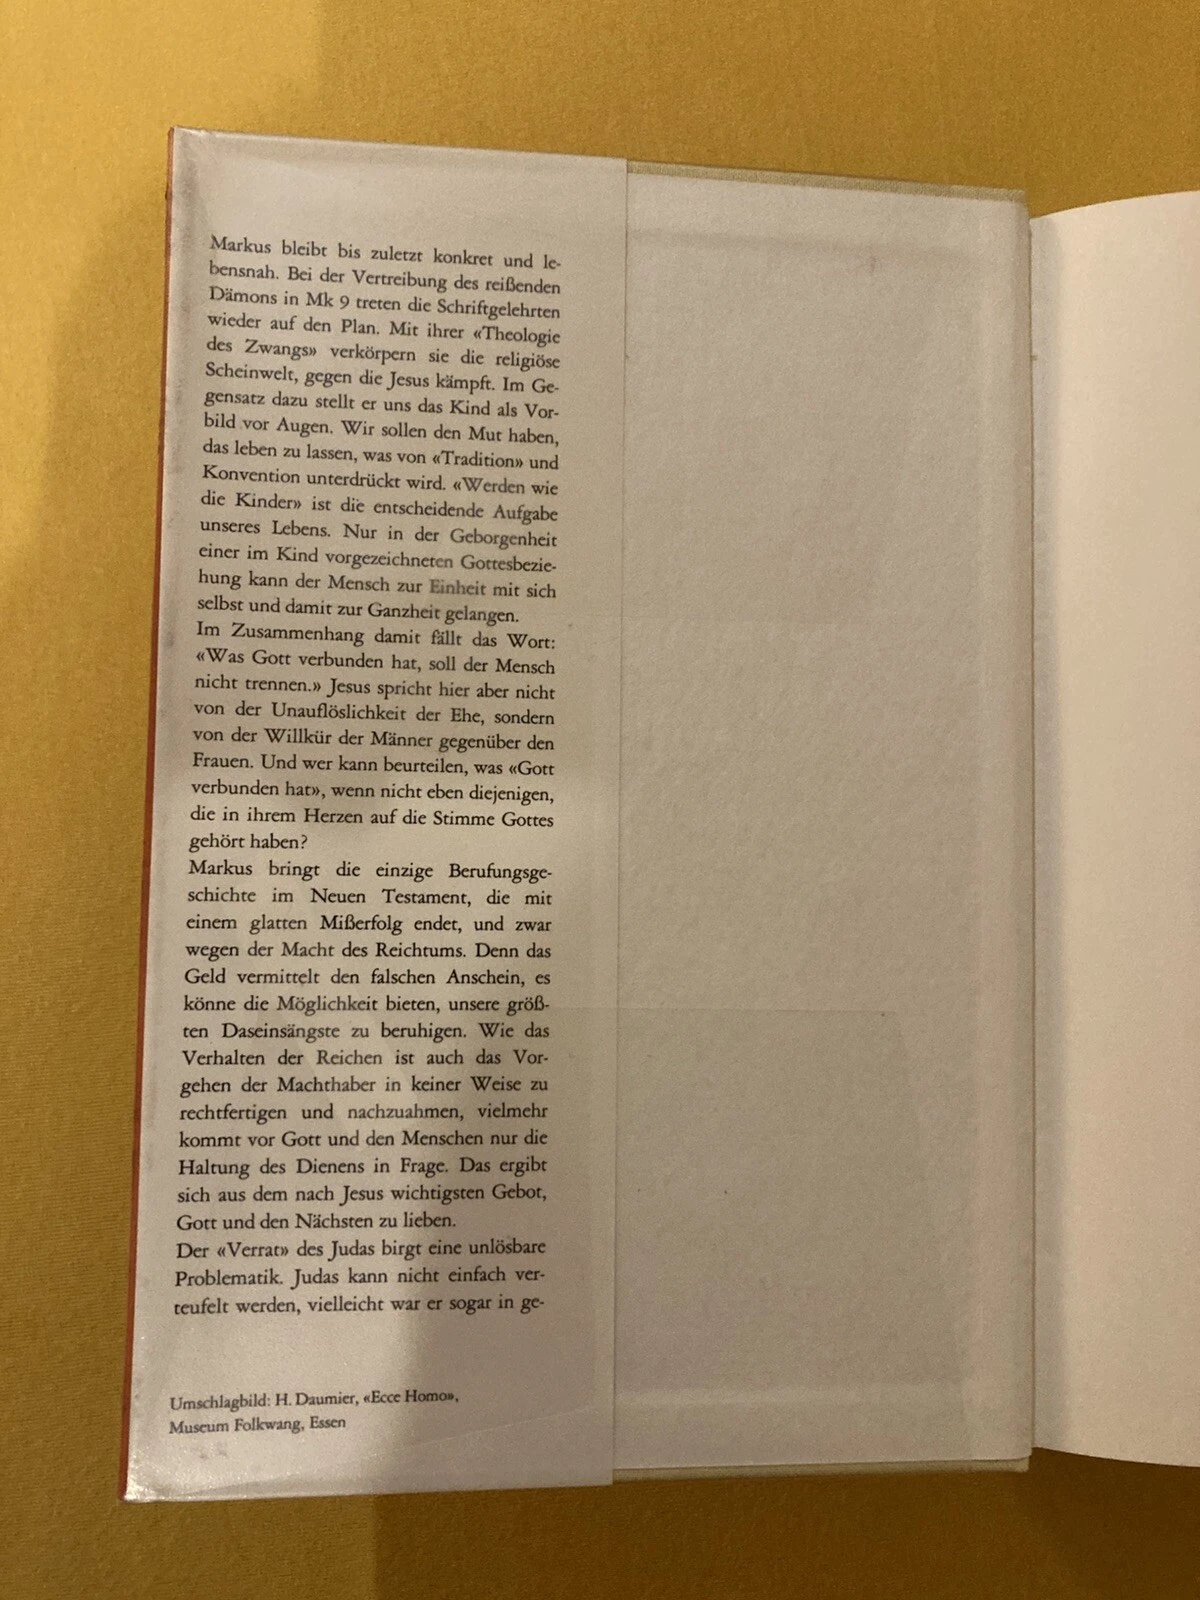 Markus bleibt bis zuletzt konkret und le-
bensnah. Bei der Vertreibung des reißenden
Dämons in Mk 9 treten die Schriftgelehrten
wieder auf den Plan. Mit ihrer «Theologie
des Zwangs» verkörpern sie die religiöse
Scheinwelt, gegen die Jesus kämpft. Im Ge-
gensatz dazu stellt er uns das Kind als Vor-
bild vor Augen. Wir sollen den Mut haben,
das leben zu lassen, was von «Tradition» und
Konvention unterdrückt wird. «Werden wie
die Kinder» ist die entscheidende Aufgabe
unseres Lebens. Nur in der Geborgenheit
einer im Kind vorgezeichneten Gottesbezie-
hung kann der Mensch zur Einheit mit sich
selbst und damit zur Ganzheit gelangen.
Im Zusammenhang damit fällt das Wort:
«Was Gott verbunden hat, soll der Mensch
nicht trennen.» Jesus spricht hier aber nicht
von der Unauflöslichkeit der Ehe, sondern
von der Willkür der Männer gegenüber den
Frauen. Und wer kann beurteilen, was «Gott
verbunden hat», wenn nicht eben diejenigen,
die in ihrem Herzen auf die Stimme Gottes
gehört haben?
Markus bringt die einzige Berufungsge-
schichte im Neuen Testament, die mit
einem glatten Mißerfolg endet, und zwar
wegen der Macht des Reichtums. Denn das
Geld vermittelt den falschen Anschein, es
könne die Möglichkeit bieten, unsere größ-
ten Daseinsängste zu beruhigen. Wie das
Verhalten der Reichen ist auch das Vor-
gehen der Machthaber in keiner Weise zu
rechtfertigen und nachzuahmen, vielmehr
kommt vor Gott und den Menschen nur die
Haltung des Dienens in Frage. Das ergibt
sich aus dem nach Jesus wichtigsten Gebot,
Gott und den Nächsten zu lieben.
Der «Verrat» des Judas birgt eine unlösbare
Problematik. Judas kann nicht einfach ver-
teufelt werden, vielleicht war er sogar in ge-
Umschlagbild: H. Daumier, «Ecce Homo»,
Museum Folkwang, Essen